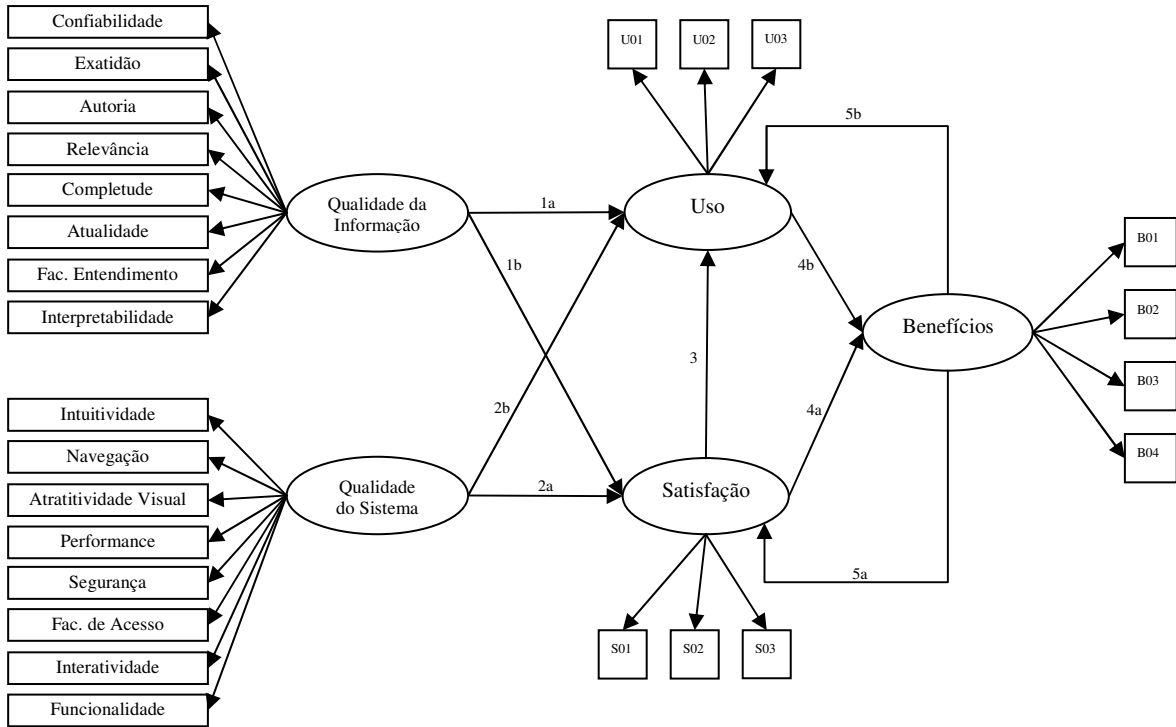 Confiabilidade
Exatidão
Autoria
Relevância
Completude
Atualidade
Fac. Entendimento
Interpretabilidade
Intuitividade
Navegação
Atratitividade Visual
Performance
Segurança
Fac. de Acesso
Interatividade
Funcionalidade
Qualidade da
Informação
Qualidade
do Sistema
1a
1b
2b
2a
U01 U02 U03
Uso
3
Satisfação
S01 S02 S03
5b
4b
4a
5a
Benefícios
B01
B02
B03
B04